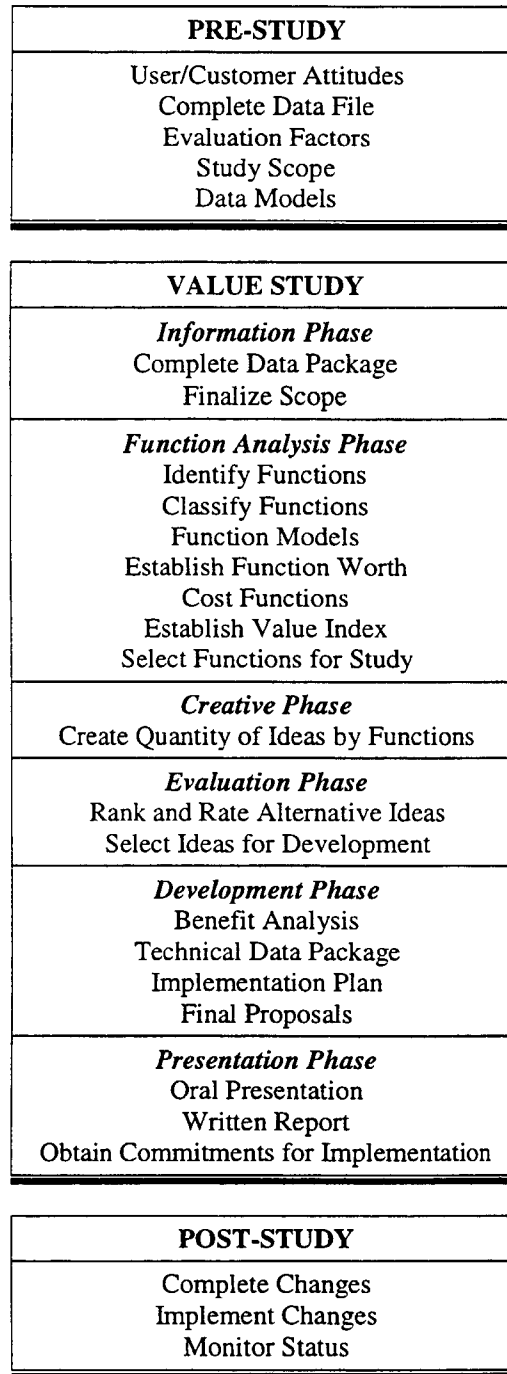 PRE-STUDY
User/Customer Attitudes
Complete Data File
Evaluation Factors
Study Scope
Data Models
VALUE STUDY
Information Phase
Complete Data Package
Finalize Scope
Function Analysis Phase
Identify Functions
Classify Functions
Function Models
Establish Function Worth
Cost Functions
Establish Value Index
Select Functions for Study
Creative Phase
Create Quantity of Ideas by Functions
Evaluation Phase
Rank and Rate Alternative Ideas
Select Ideas for Development
Development Phase
Benefit Analysis
Technical Data Package
Implementation Plan
Final Proposals
Presentation Phase
Oral Presentation
Written Report
Obtain Commitments for Implementation
POST-STUDY
Complete Changes
Implement Changes
Monitor Status